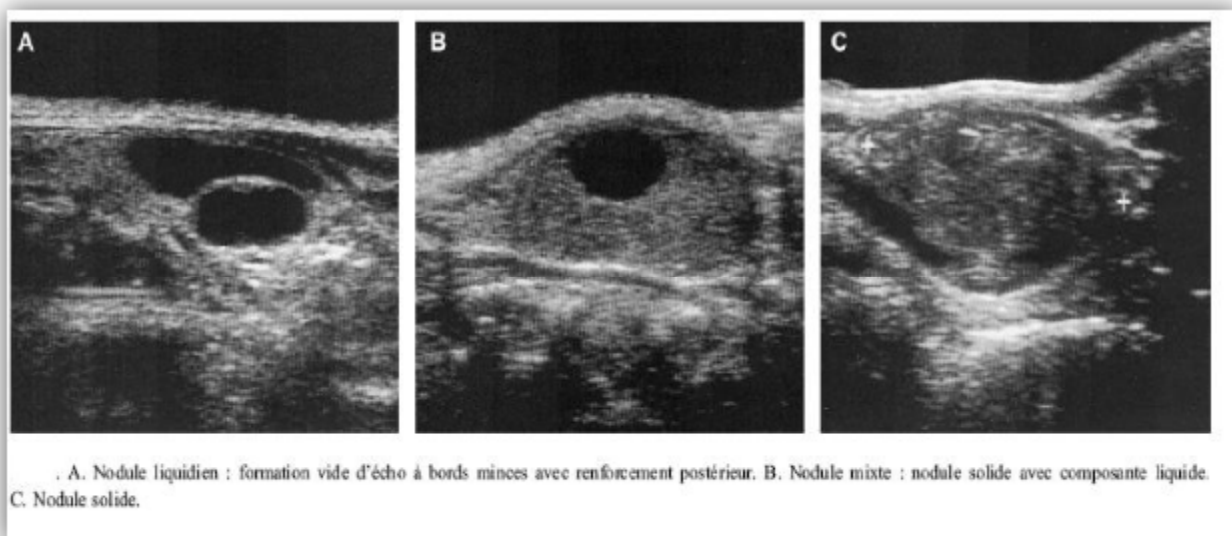 A
B
C
. A. Nodule liquidien : formation vide d'écho à bords minces avec renforcement postérieur. B. Nodule mixte : nodule solide avec composante liquide.
C. Nodule solide.